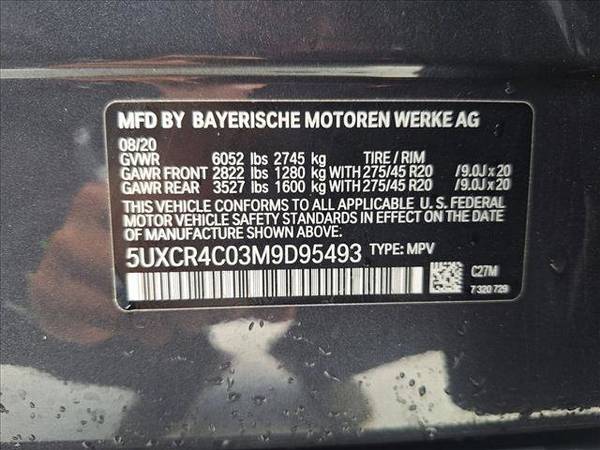 MFD BY BAYERISCHE MOTOREN WERKE AG
08/20
GVWR 6052 lbs 2745 kg TIRE / RIM
GAWR FRONT 2822 lbs 1280 kg WITH 275/45 R20 /9.0J x 20
GAWR REAR 3527 lbs 1600 kg WITH 275/45 R20 /9.0J x 20
THIS VEHICLE CONFORMS TO ALL APPLICABLE U. S. FEDERAL
MOTOR VEHICLE SAFETY AND THEFT PREVENTION STANDARDS
IN EFFECT ON THE DATE OF MANUFACTURE SHOWN ABOVE.
5UXCR4C03M9D95493 TYPE: MPV
C27M
7 320 729